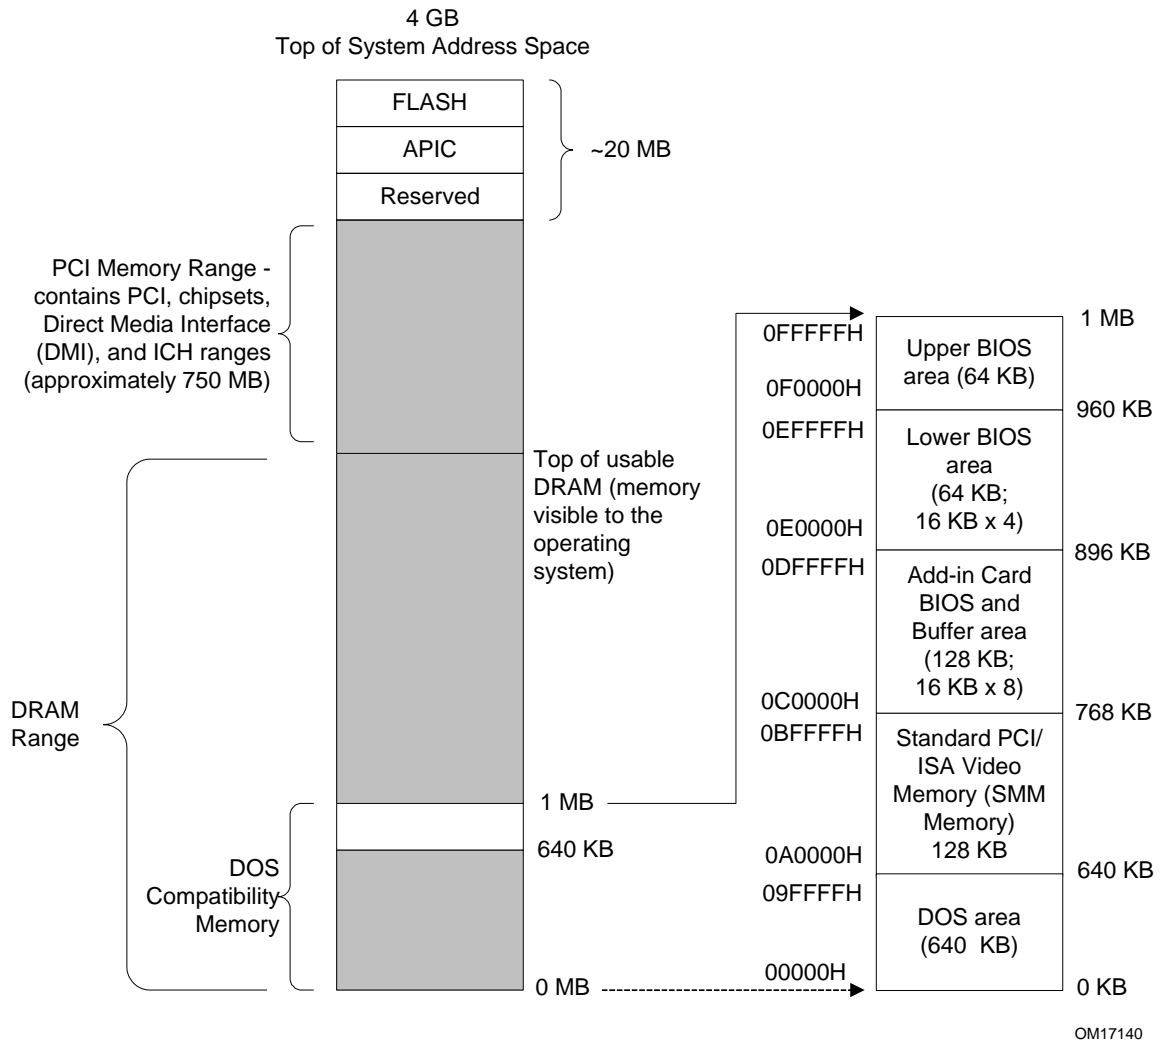 4 GB
Top of System Address Space
FLASH
APIC
Reserved
~20 MB
PCI Memory Range -
contains PCI, chipsets,
Direct Media Interface
(DMI), and ICH ranges
(approximately 750 MB)
DRAM
Range
DOS
Compatibility
Memory
Top of usable
DRAM (memory
visible to the
operating
system)
1 MB
640 KB
0 MB
0FFFFFH
0F0000H
0EFFFFH
0E0000H
0DFFFFH
0C0000H
0BFFFFH
0A0000H
09FFFFH
00000H
Upper BIOS
area (64 KB)
Lower BIOS
area
(64 KB;
16 KB x 4)
Add-in Card
BIOS and
Buffer area
(128 KB;
16 KB x 8)
Standard PCI/
ISA Video
Memory (SMM
Memory)
128 KB
DOS area
(640 KB)
1 MB
960 KB
896 KB
768 KB
640 KB
0 KB
OM17140